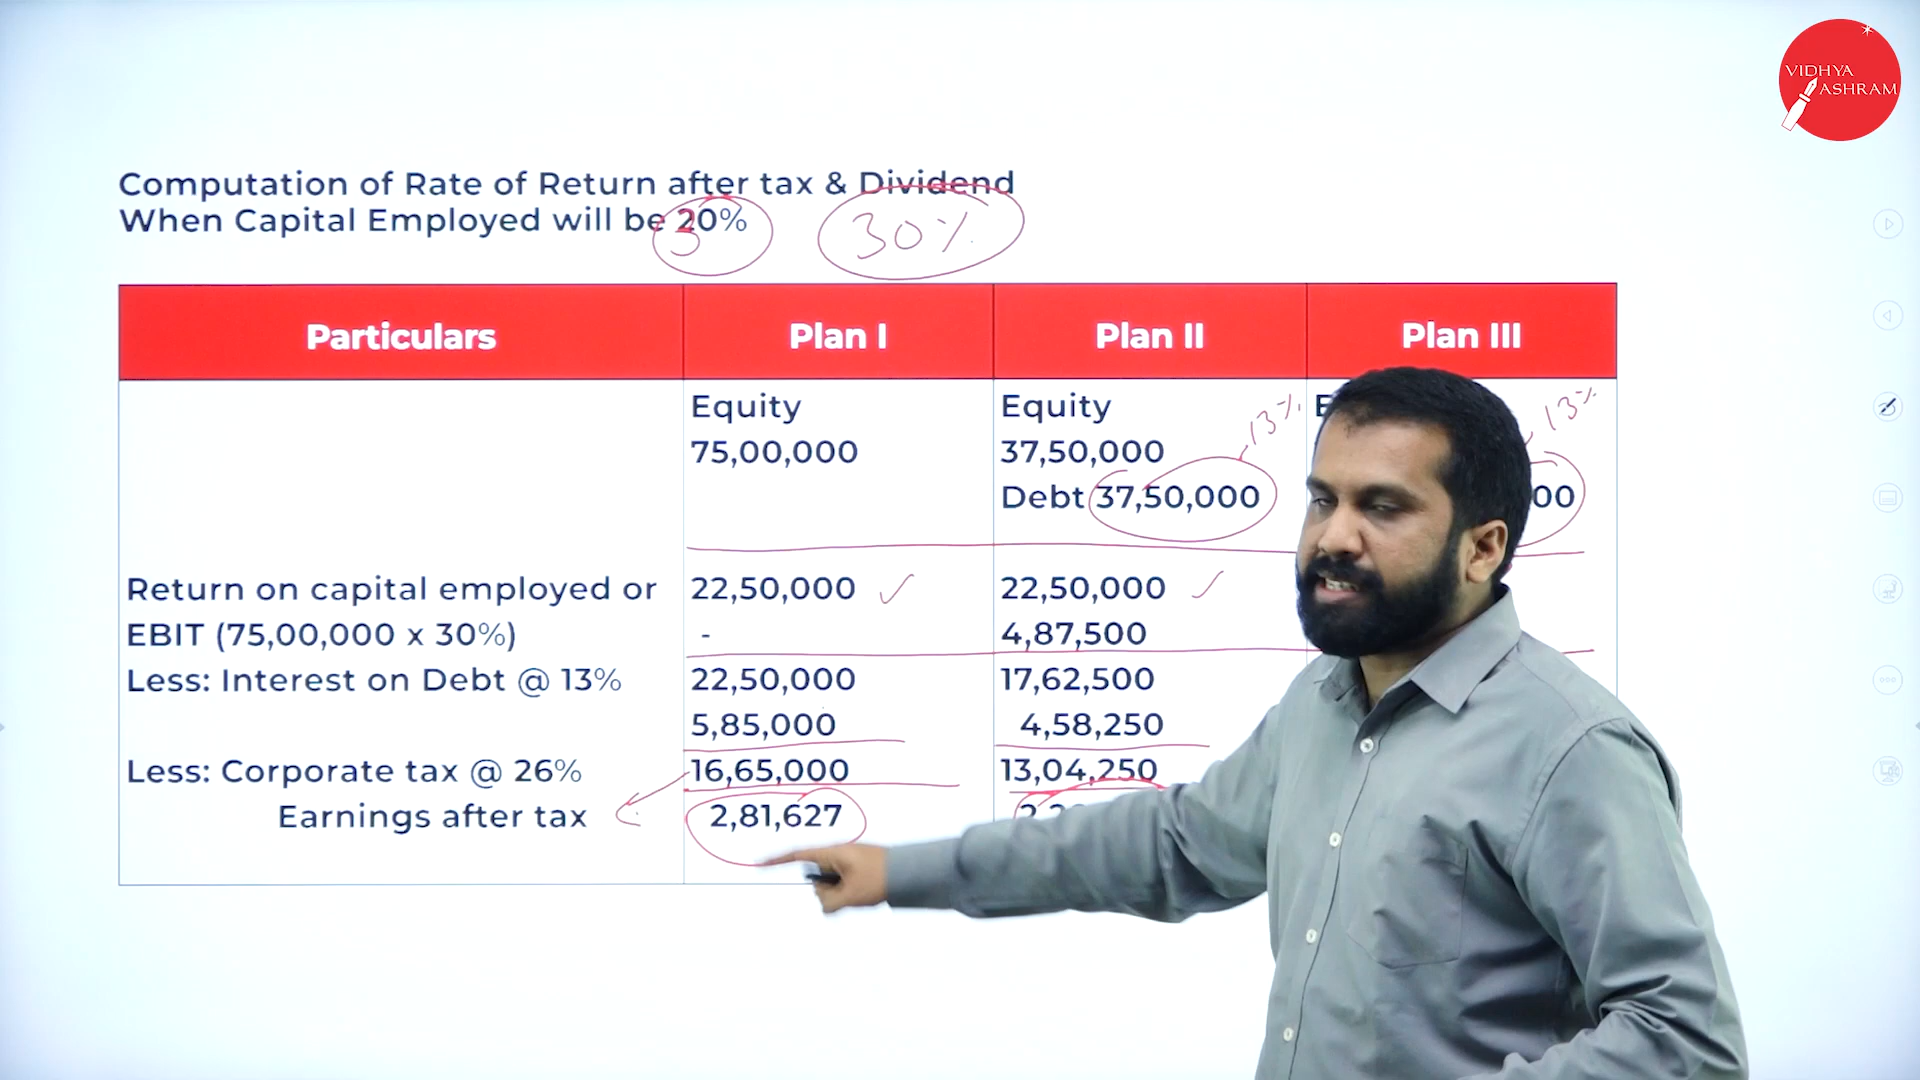 VIDHYA
ASHRAM
Computation of Rate of Return after tax & Dividend
When Capital Employed will be 20%
3
30%
Particulars
Plan I
Plan II
Plan III
Equity
75,00,000
Equity
37,50,000
Debt 37,50,000
13%
13%
00
Return on capital employed or
22,50,000
22,50,000
EBIT (75,00,000 x 30%)
-
4,87,500
Less: Interest on Debt @ 13%
22,50,000
17,62,500
5,85,000
4,58,250
Less: Corporate tax @ 26%
16,65,000
13,04,250
Earnings after tax
2,81,627